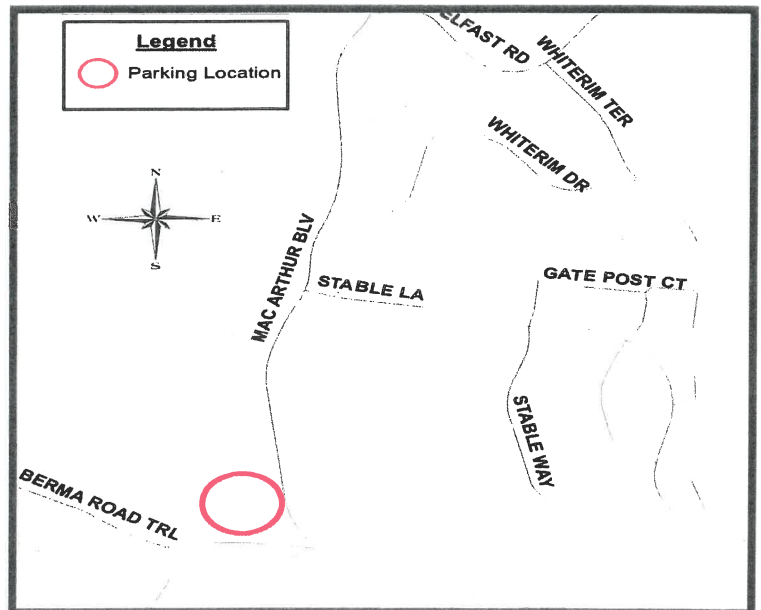 Legend
Parking Location
ELFAST RD
WHITERIM TER
WHITERIM DR
N
W
E
S
MAC ARTHUR BLV
STABLE LA
GATE POST CT
STABLE WAY
BERMA ROAD TRL